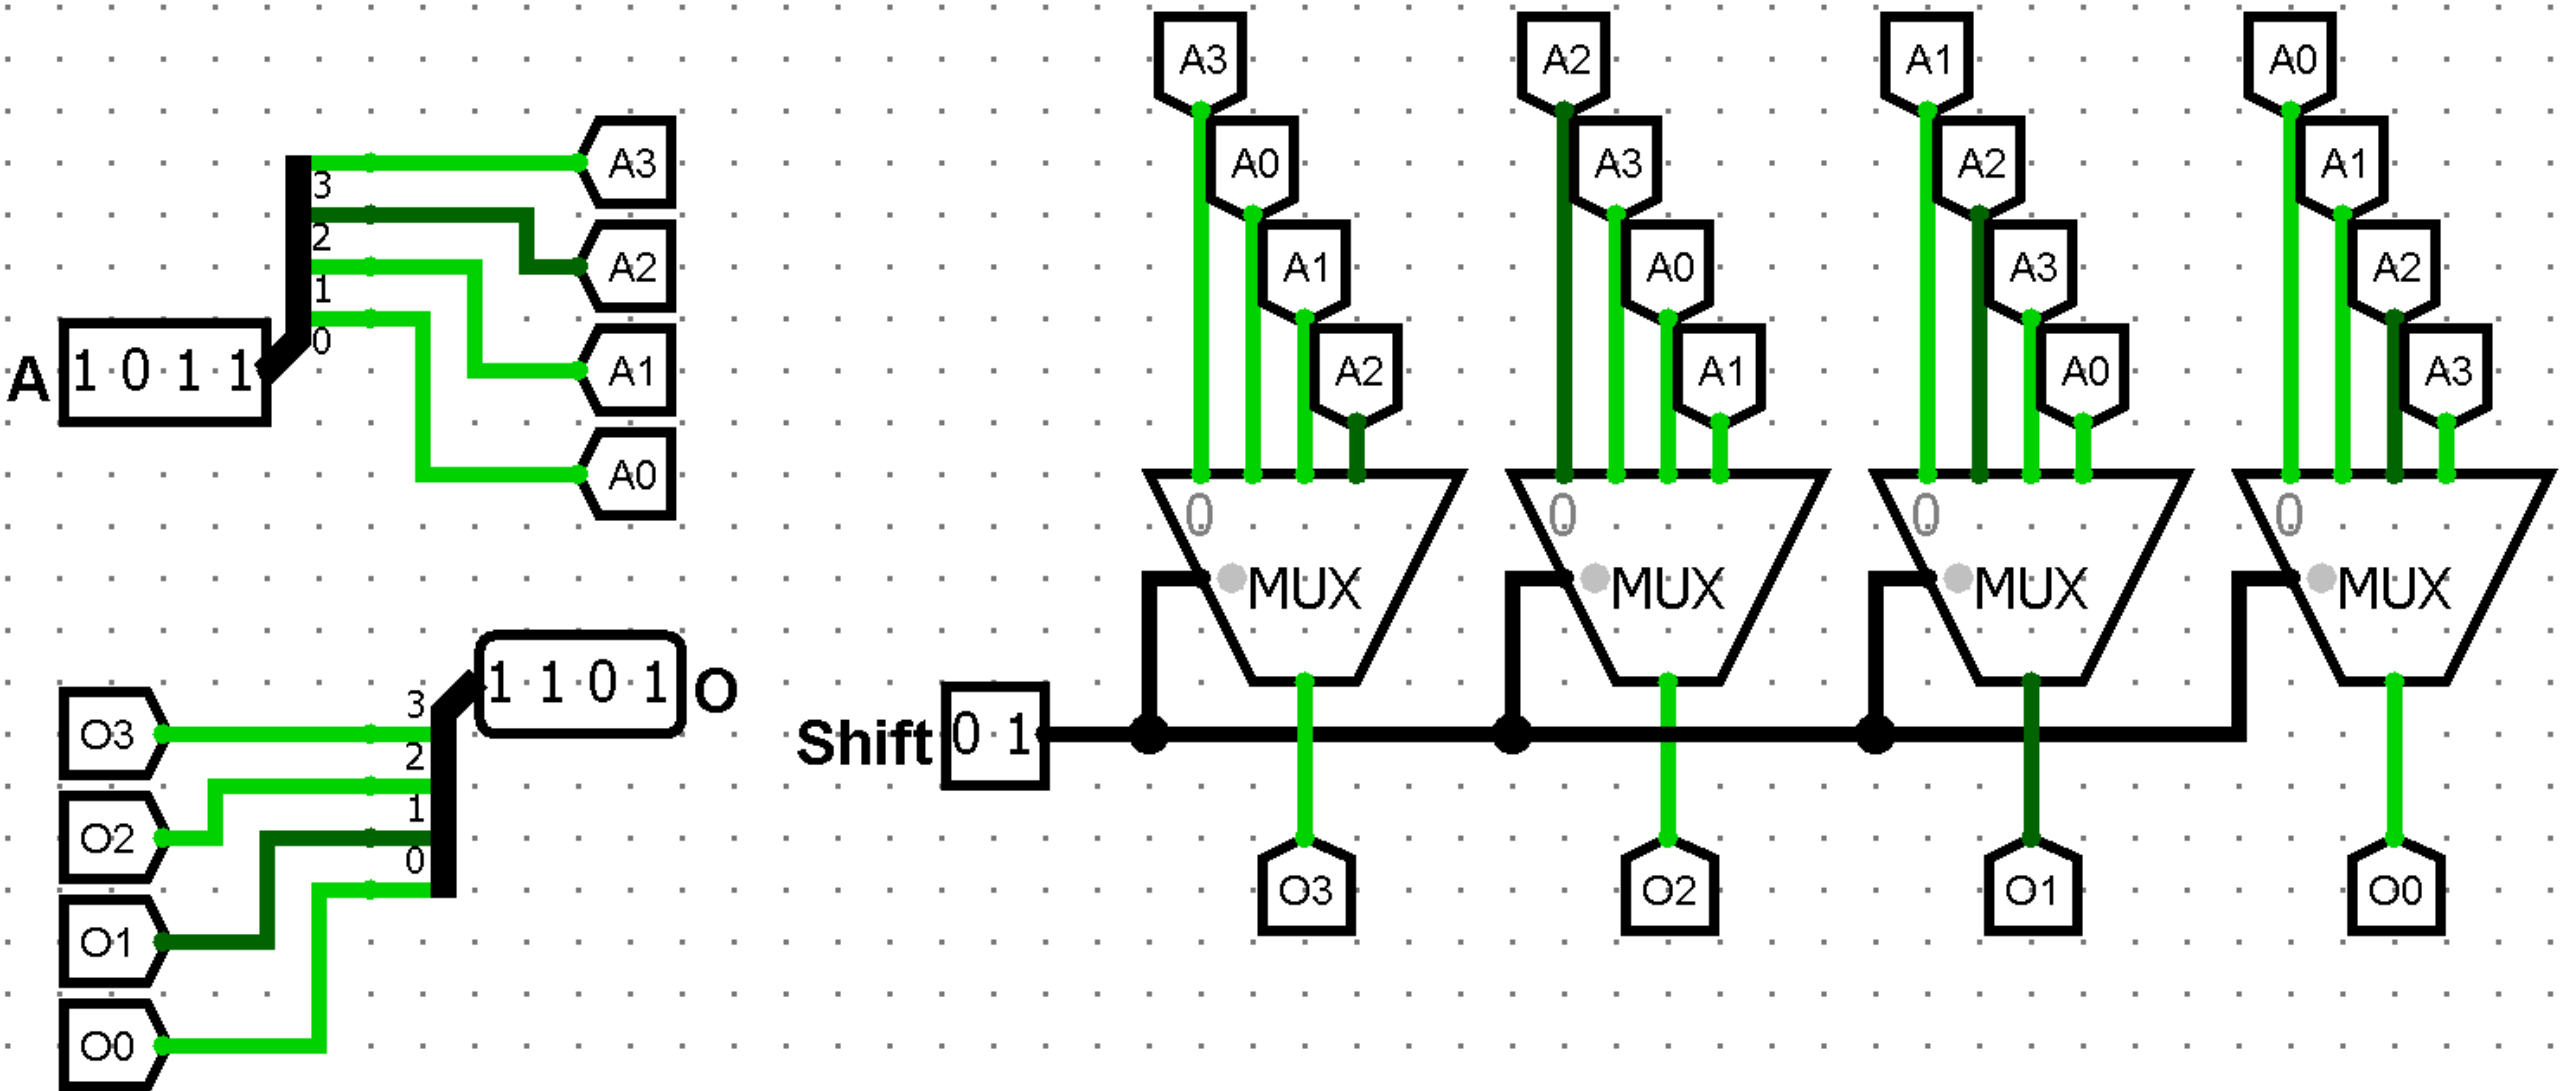 A3 A2 A1 A0
A3 A0 A3 A2 A1
3
2 A2 A1 A0 A3 A2
1
0
A 1 0 1 1 A1 A2 A1 A0 A3
A0
0 0 0 0
MUX MUX MUX MUX
1 1 0 1 O
3
O3 2 Shift 0 1
1
O2 0
O3 O2 O1 O0
O1
O0